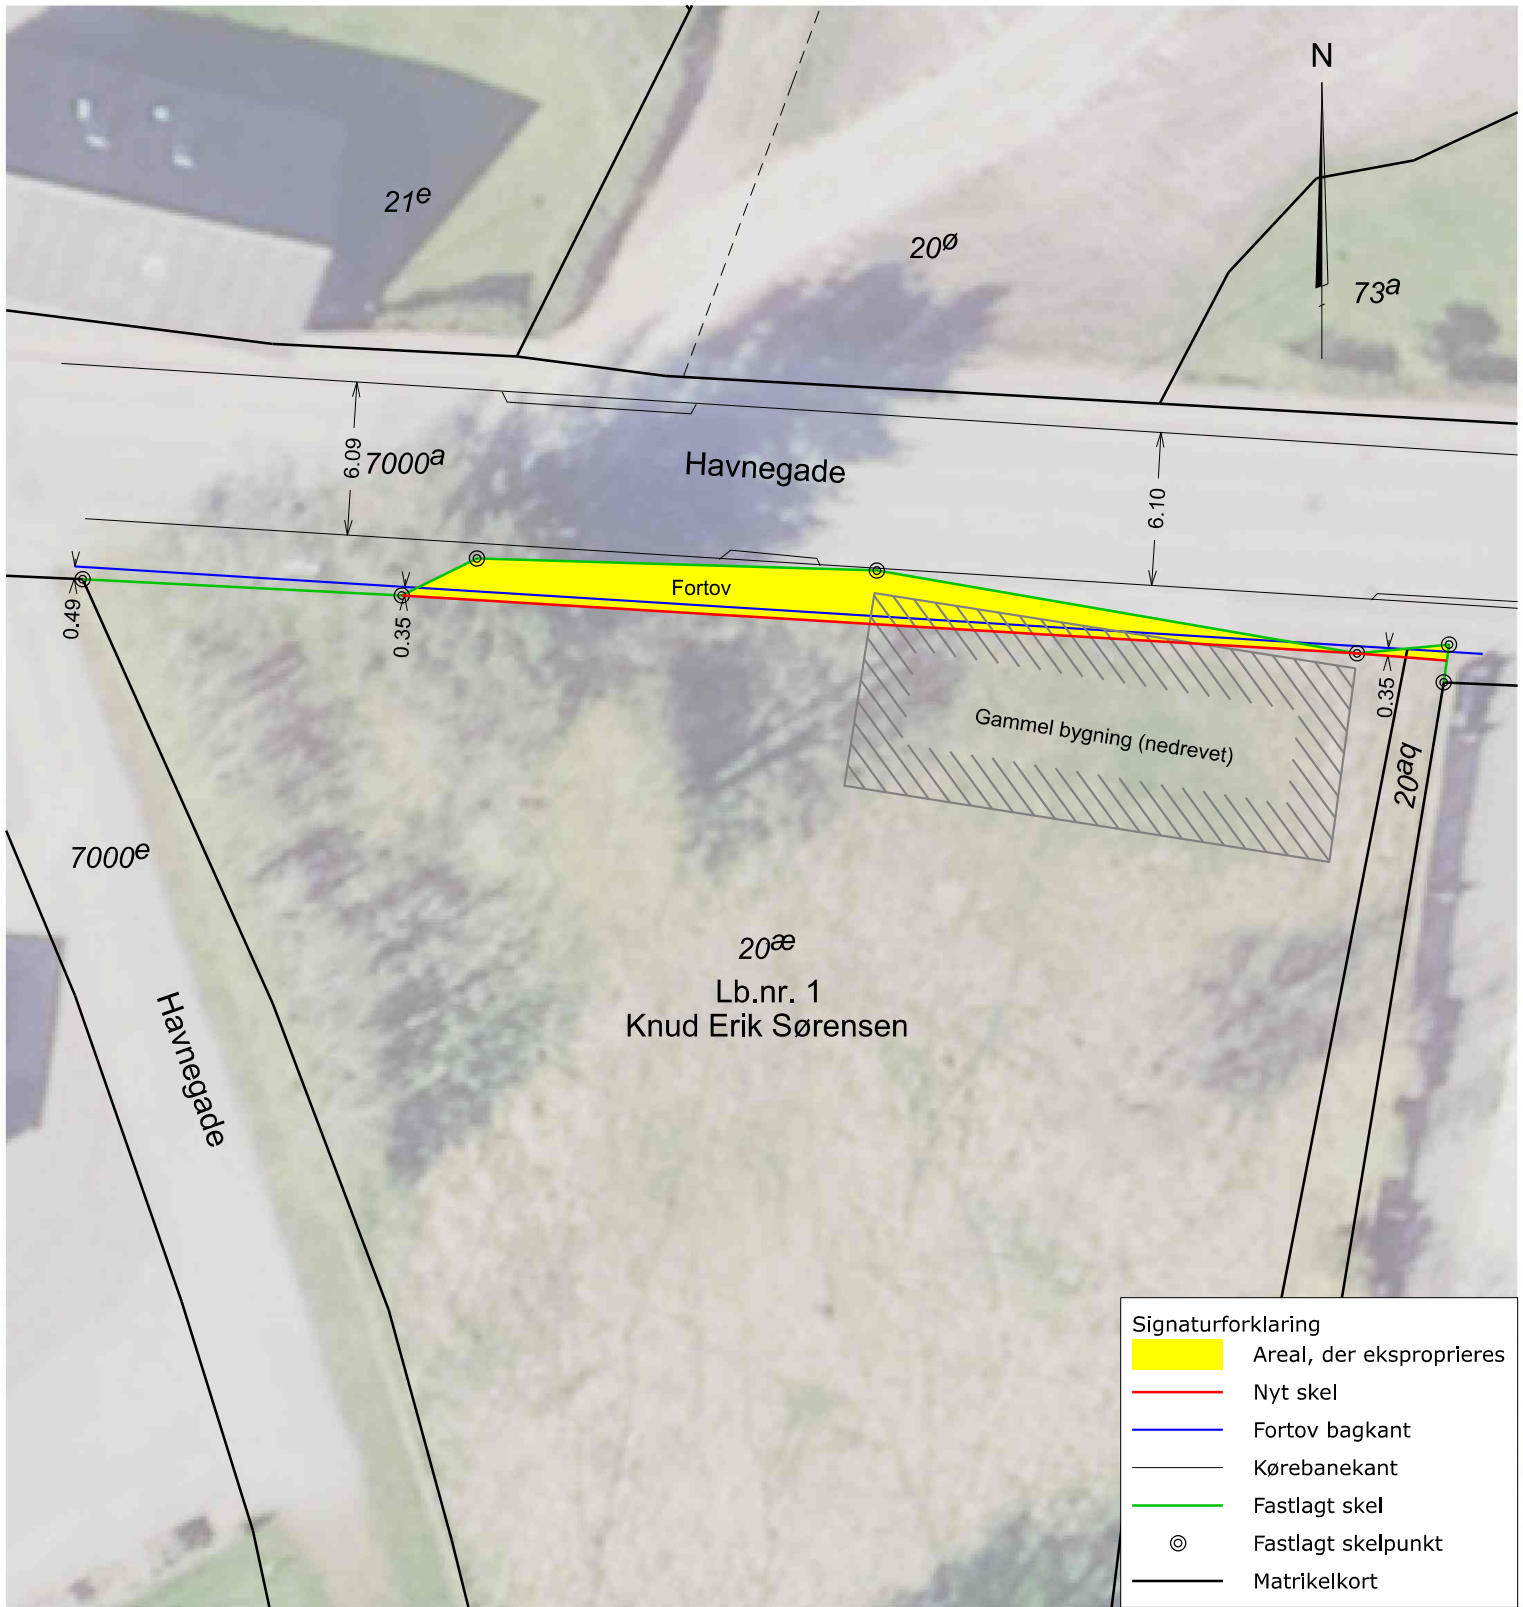 N
21e
20ø
73a
6.09
7000a
Havnegade
6.10
Fortov
0.49
0.35
0.35
Gammel bygning (nedrevet)
20aq
7000e
20æ
Lb.nr. 1
Knud Erik Sørensen
Havnegade
Signaturforklaring
Areal, der eksproprieres
Nyt skel
Fortov bagkant
Kørebanekant
Fastlagt skel
Fastlagt skelpunkt
Matrikelkort